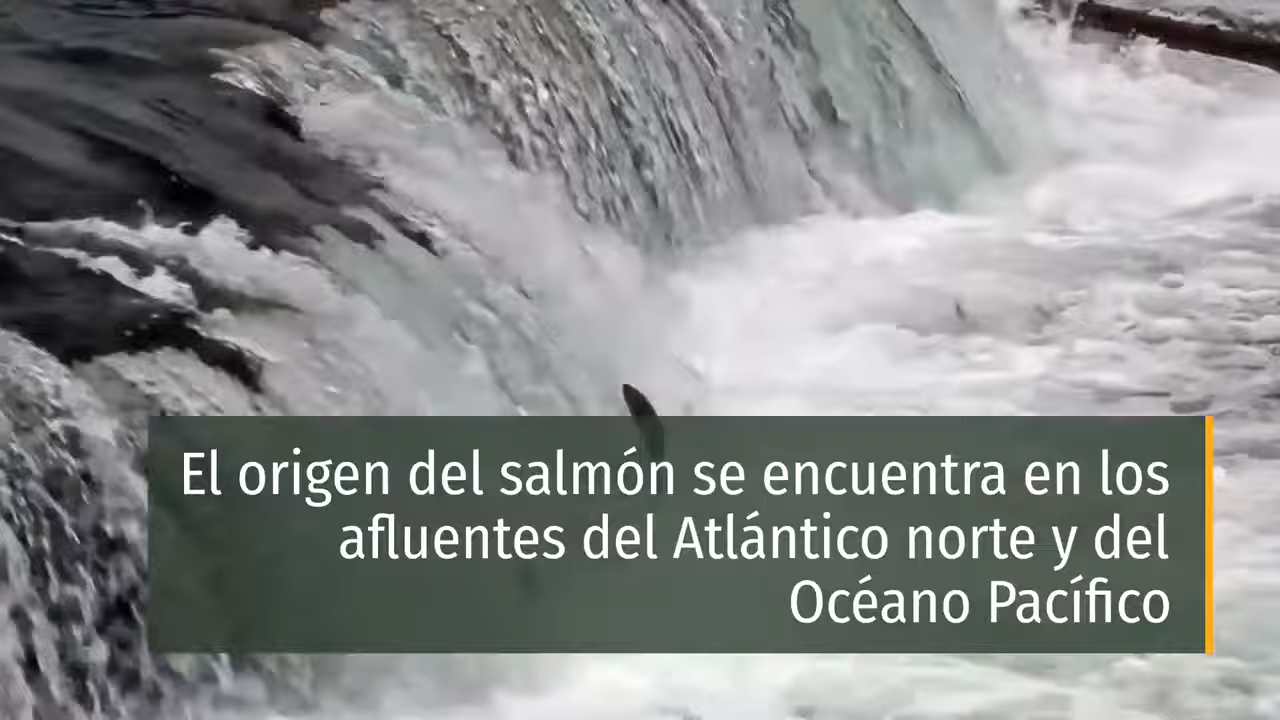 El origen del salmón se encuentra en los
afluentes del Atlántico norte y del
Océano Pacífico